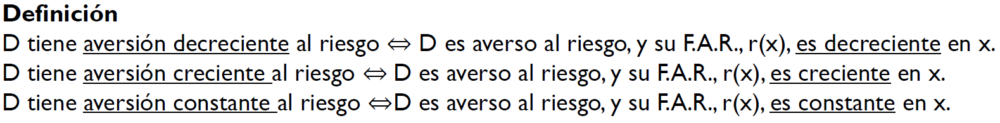 Definición
D tiene aversión decreciente al riesgo ⇔ D es averso al riesgo, y su F.A.R., r(x), es decreciente en x.
D tiene aversión creciente al riesgo ⇔ D es averso al riesgo, y su F.A.R., r(x), es creciente en x.
D tiene aversión constante al riesgo ⇔D es averso al riesgo, y su F.A.R., r(x), es constante en x.